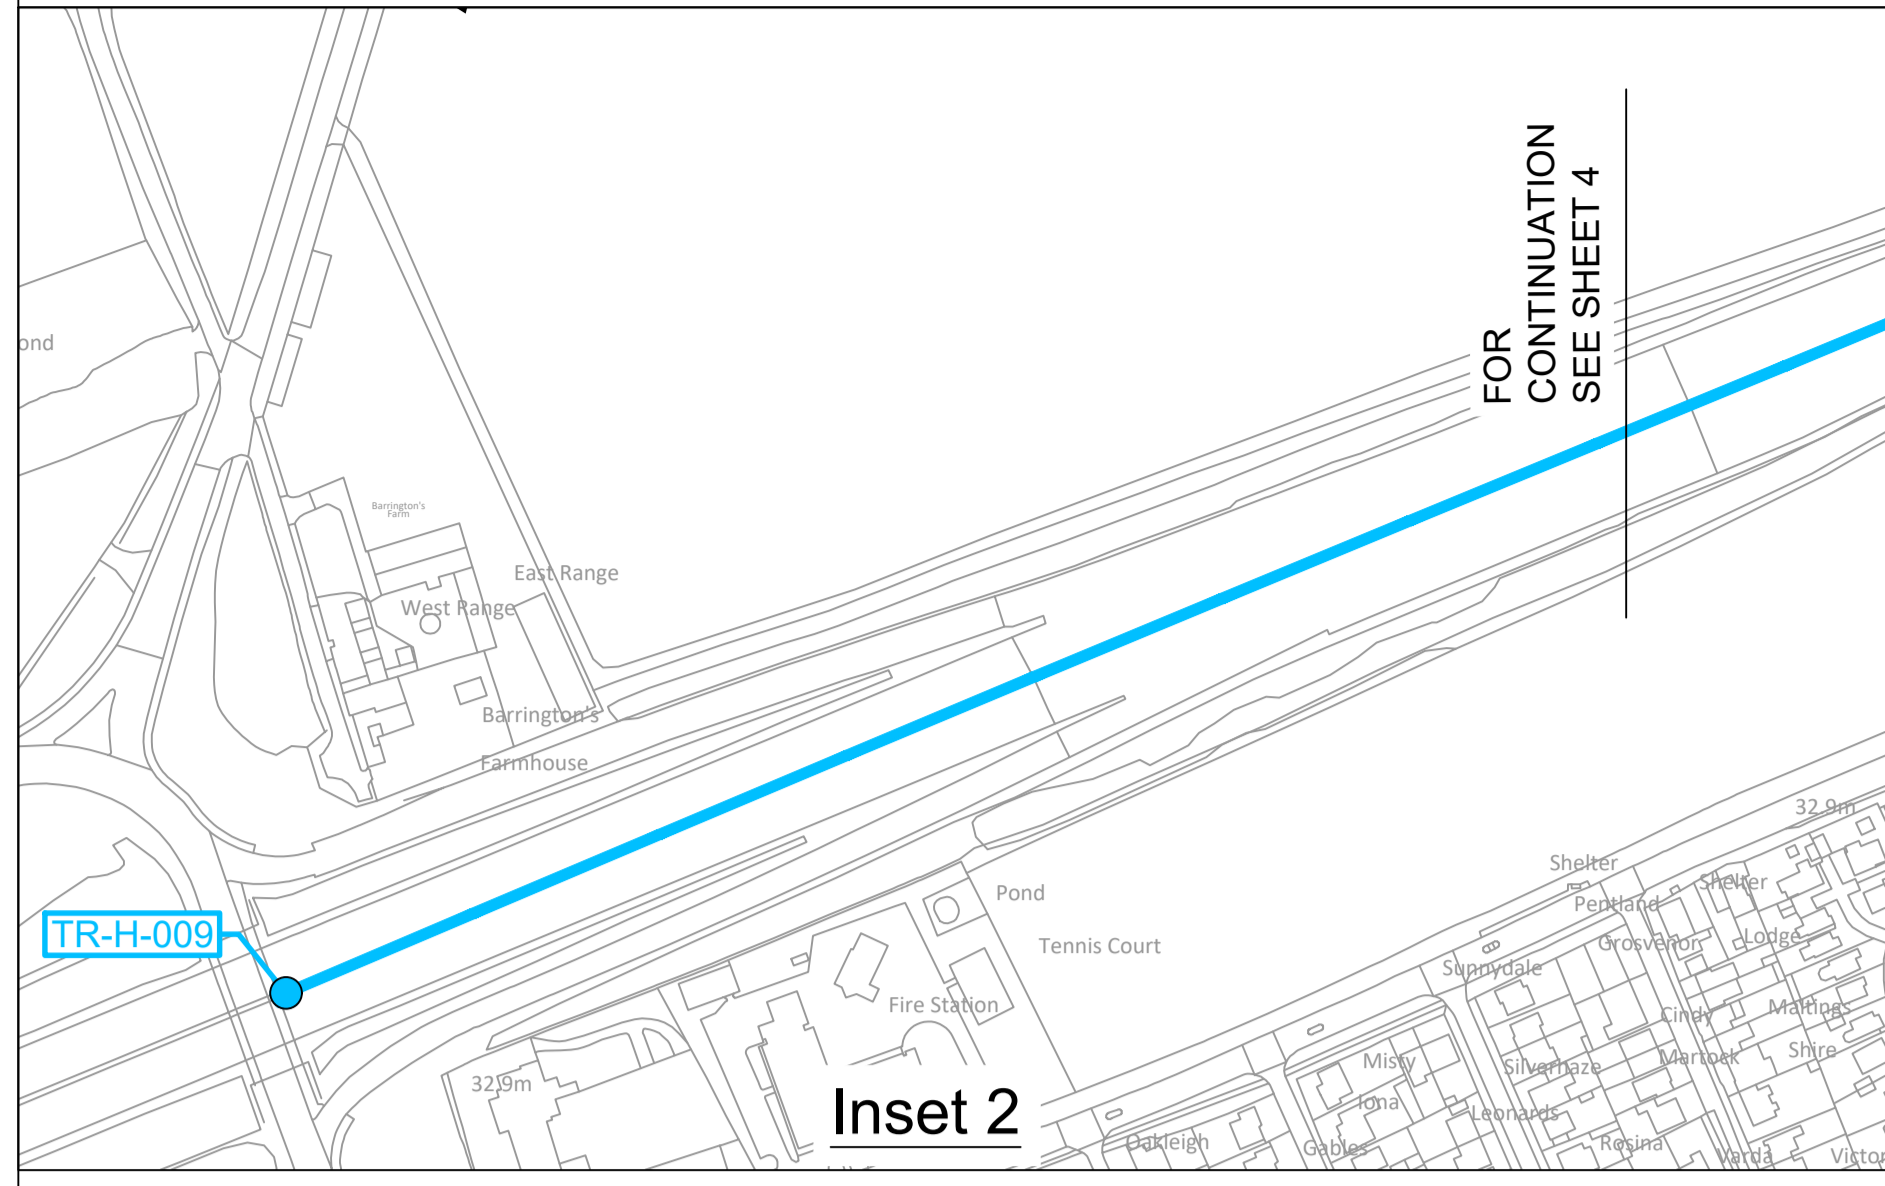 FOR
CONTINUATION
SEE SHEET 4
ond
Barrington's
Farm
East Range
West Range
Barrington's
Farmhouse
32.9m
Shelter
Shelter
Pond
Pentland
TR-H-009
Tennis Court
Grosvenor
Lodge
Sunnydale
Fire Station
Cindy
Maltings
Misty
Silverhaze
Martock
Shire
32.9m
Iona
Leonards
Inset 2
Oakleigh
Gables
Rosina
Varda
Victor